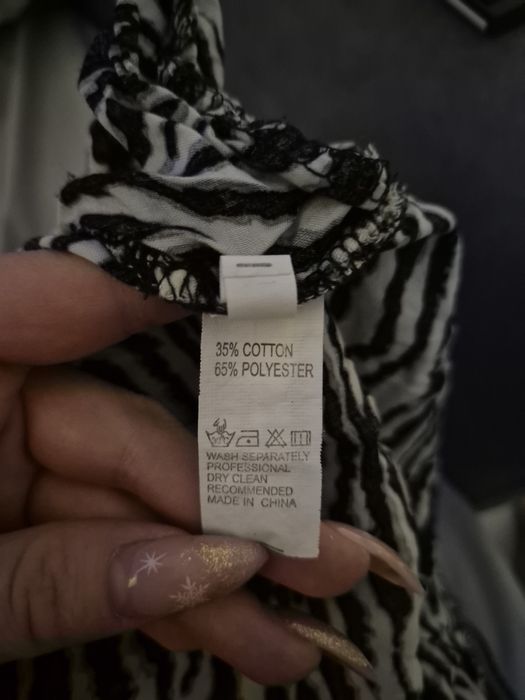 35% COTTON
65% POLYESTER
WASH SEPARATELY
PROFESSIONAL
DRY CLEAN
RECOMMENDED
MADE IN CHINA